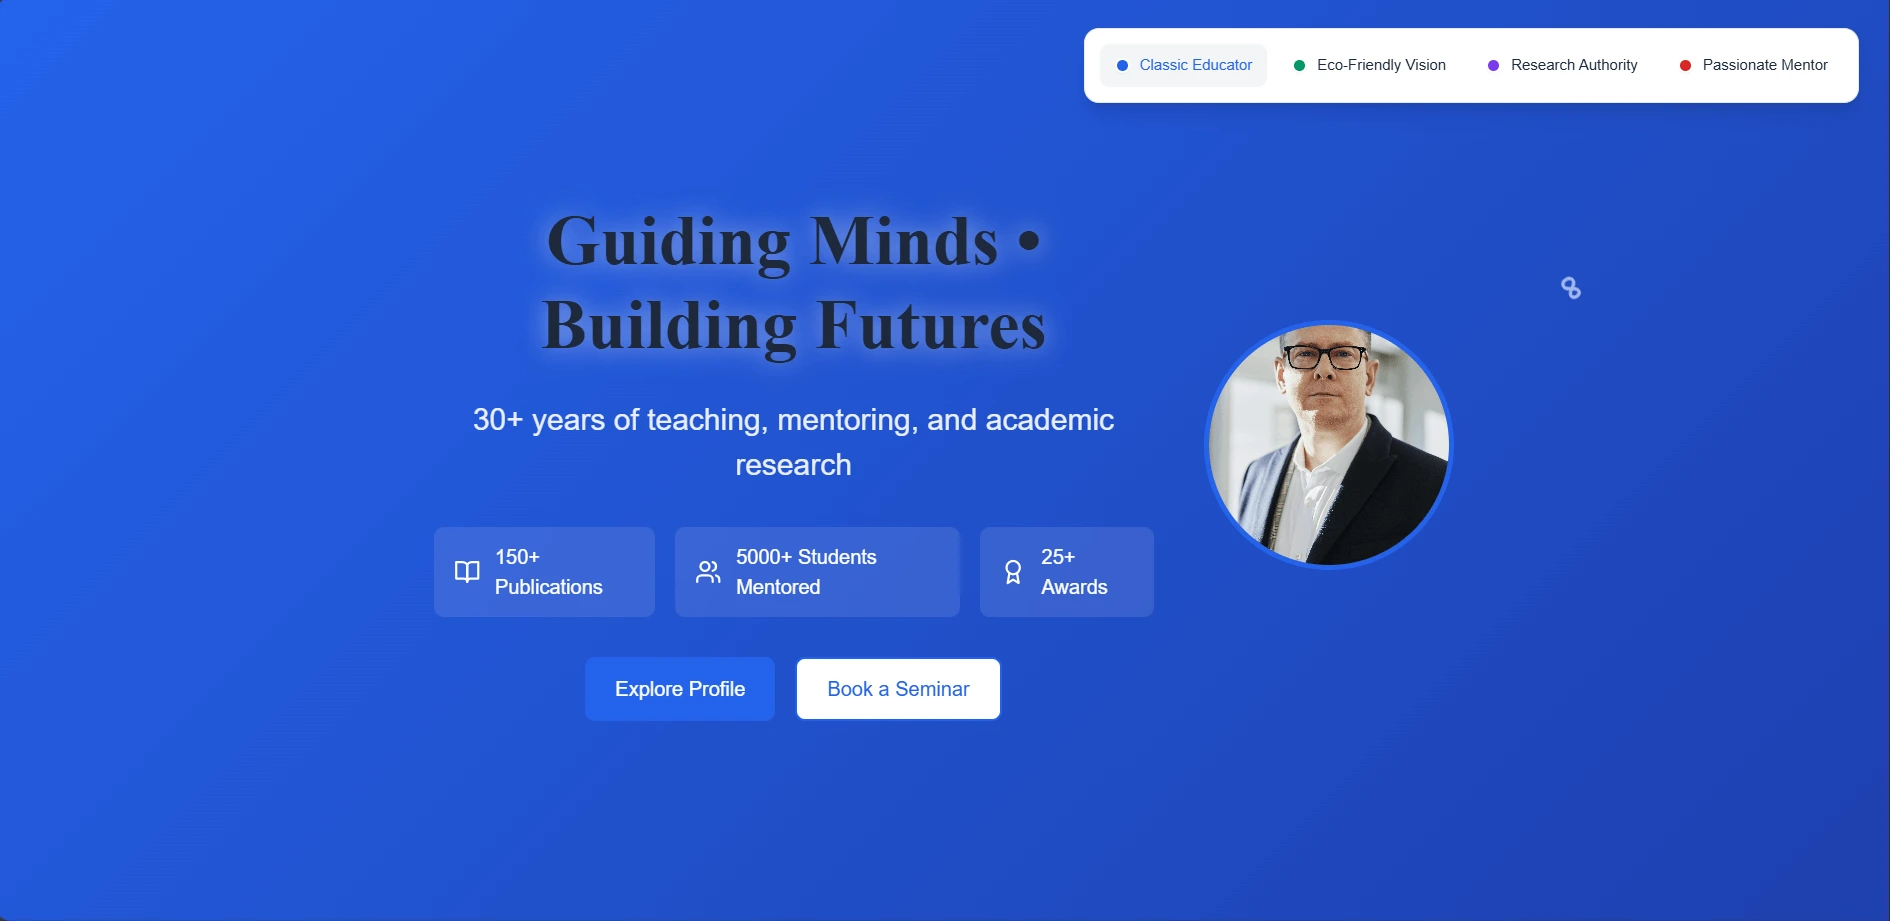 Classic Educator
Eco-Friendly Vision
Research Authority
Passionate Mentor
Guiding Minds •
Building Futures
30+ years of teaching, mentoring, and academic
research
150+
Publications
5000+ Students
Mentored
25+
Awards
Explore Profile
Book a Seminar